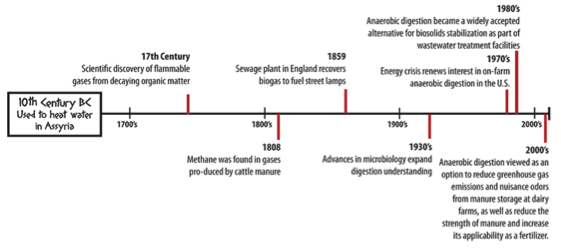 1980's
Anaerobic digestion became a widely accepted
alternative for biosolids stabilization as part of
wastewater treatment facilities
17th Century
Scientific discovery of flammable
gases from decaying organic matter
1859
Sewage plant in England recovers
biogas to fuel street lamps
1970's
Energy crisis renews interest in on-farm
anaerobic digestion in the U.S.
10th Century BC
Used to heat water
in Assyria
1700's
1800's
1900's
2000's
1808
Methane was found in gases
pro-duced by cattle manure
1930's
Advances in microbiology expand
digestion understanding
2000's
Anaerobic digestion viewed as an
option to reduce greenhouse gas
emissions and nuisance odors
from manure storage at dairy
farms, as well as reduce the
strength of manure and increase
its applicability as a fertilizer.